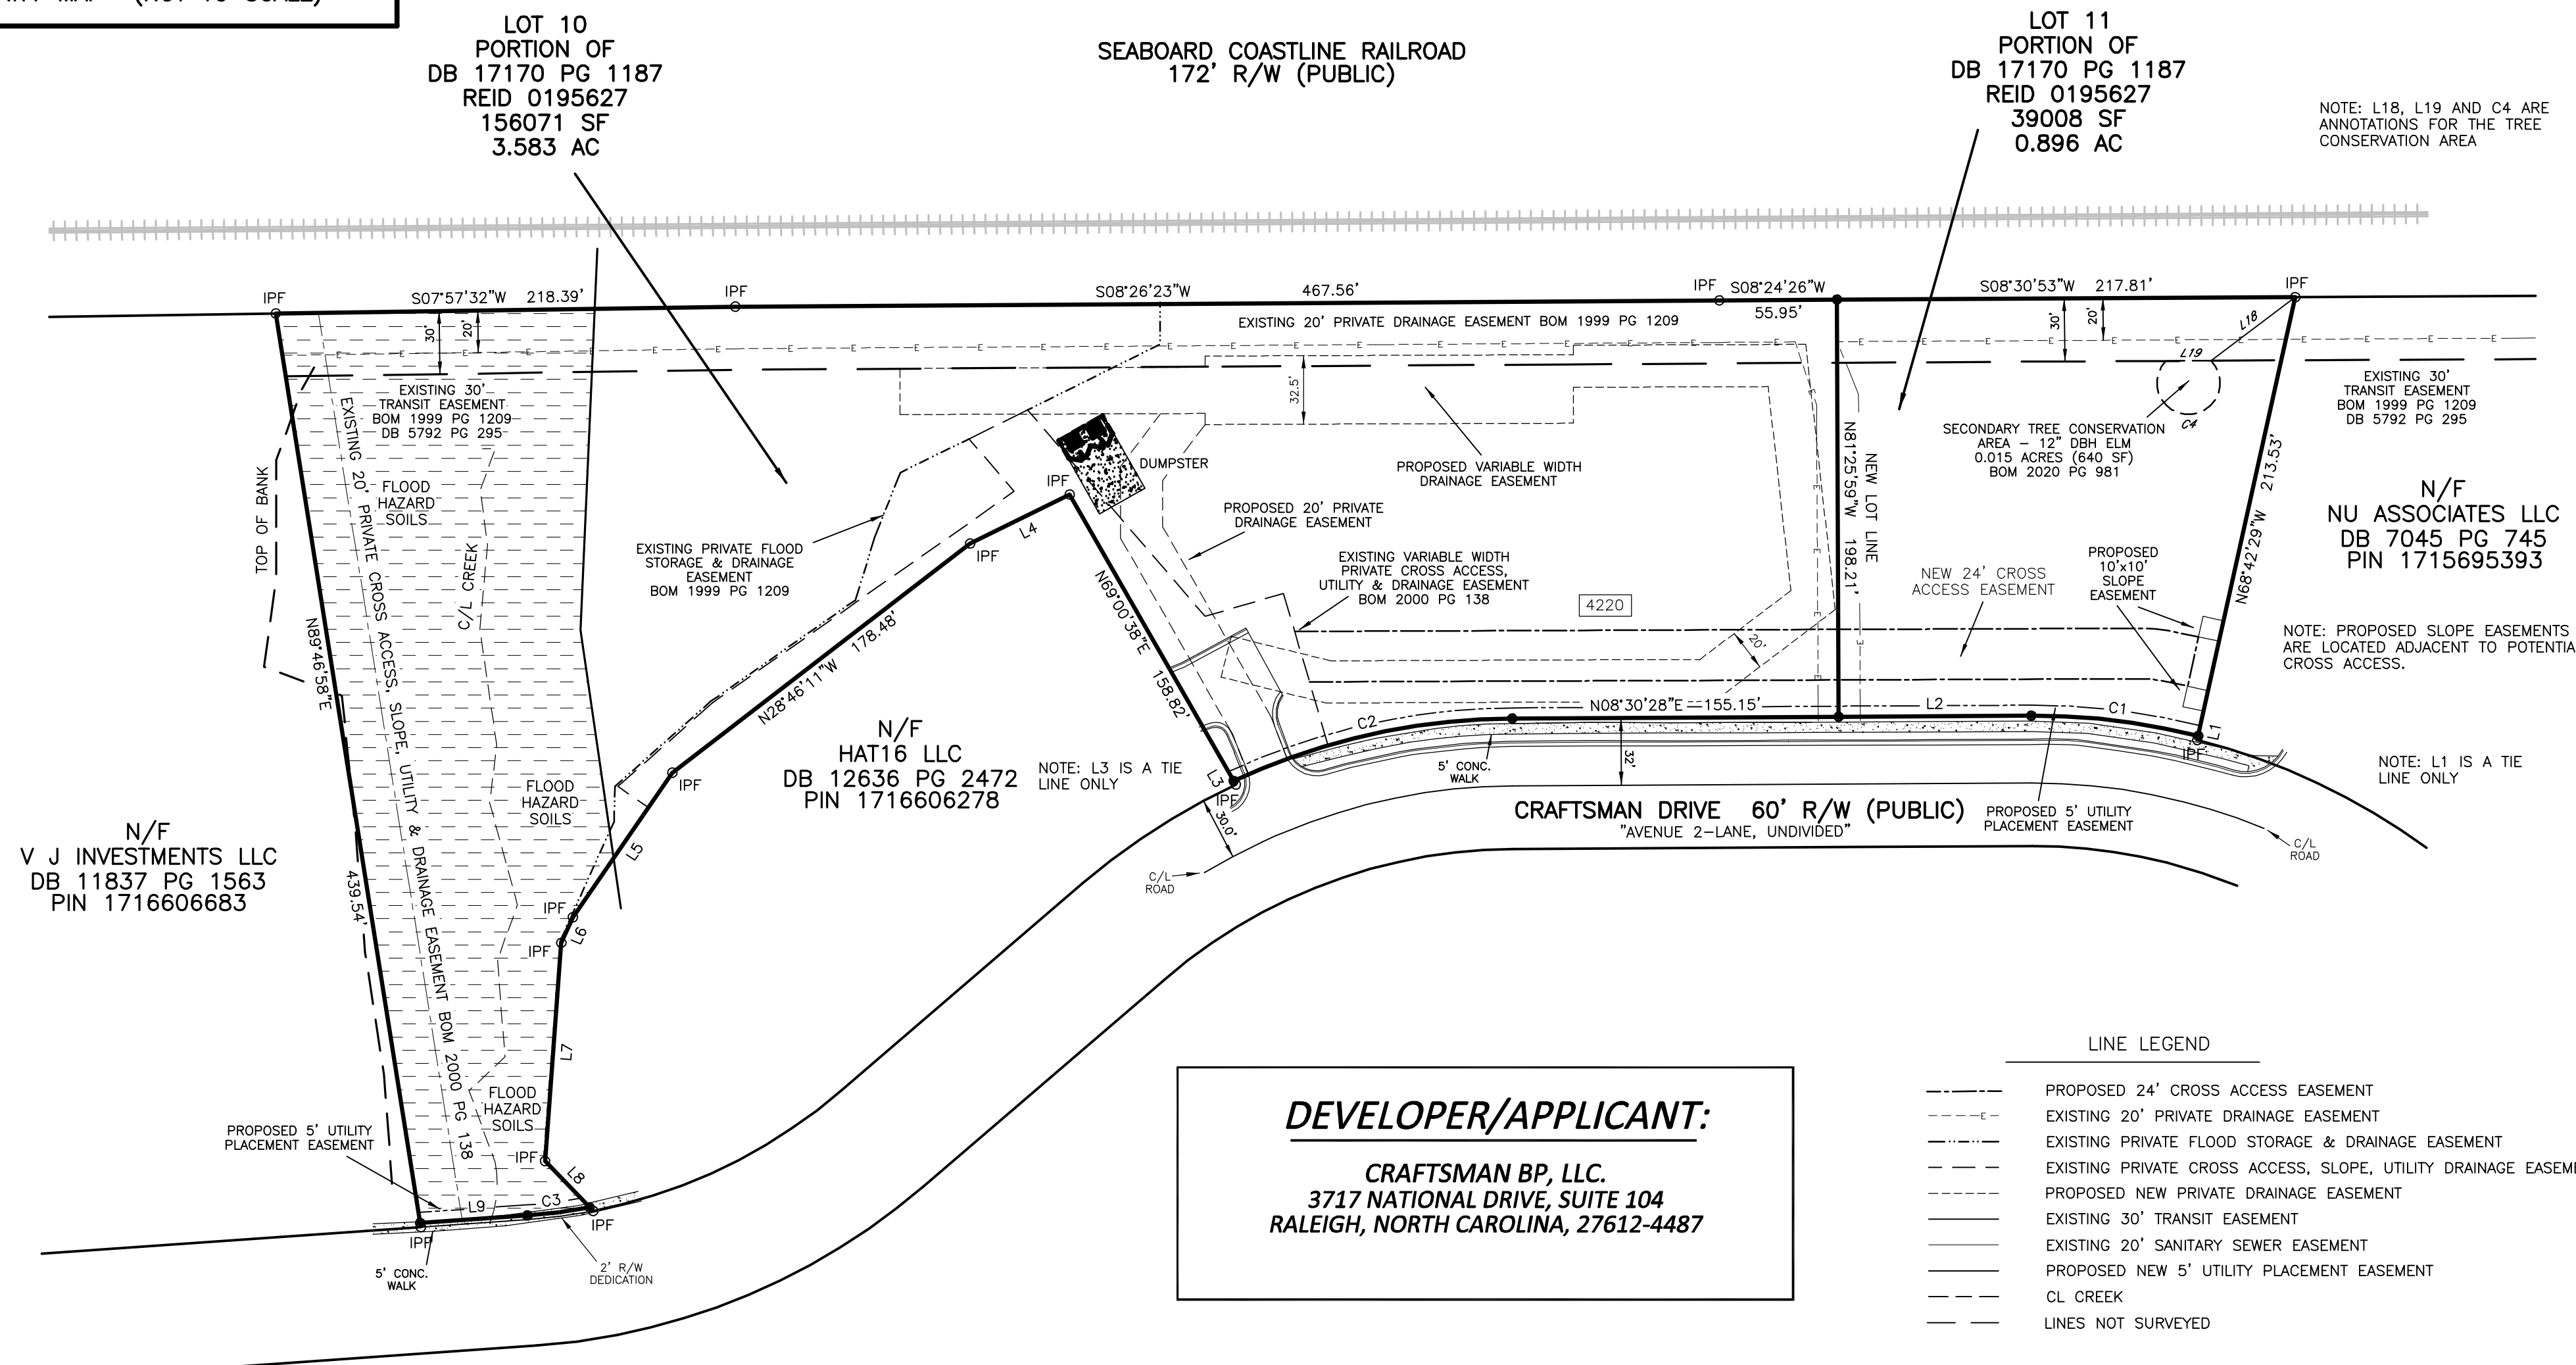 LOT 10
PORTION OF
DB 17170 PG 1187
REID 0195627
156071 SF
3.583 AC
SEABOARD COASTLINE RAILROAD
172' R/W (PUBLIC)
LOT 11
PORTION OF
DB 17170 PG 1187
REID 0195627
39008 SF
0.896 AC
NOTE: L18, L19 AND C4 ARE
ANNOTATIONS FOR THE TREE
CONSERVATION AREA
IPF
S07°57'32"W 218.39'
IPF
S08°26'23"W 467.56'
IPF
S08°24'26"W
55.95'
S08°30'53"W 217.81'
IPF
30'
20'
EXISTING 20' PRIVATE DRAINAGE EASEMENT BOM 1999 PG 1209
30'
20'
L18
L19
C4
EXISTING 30'
TRANSIT EASEMENT
BOM 1999 PG 1209
DB 5792 PG 295
32.5'
EXISTING 30'
TRANSIT EASEMENT
BOM 1999 PG 1209
DB 5792 PG 295
SECONDARY TREE CONSERVATION
AREA – 12" DBH ELM
0.015 ACRES (640 SF)
BOM 2020 PG 981
TOP OF BANK
EXISTING 20' PRIVATE CROSS ACCESS, SLOPE, UTILITY & DRAINAGE EASEMENT BOM 2000 PG 138
FLOOD
HAZARD
SOILS
C/L CREEK
DUMPSTER
PROPOSED VARIABLE WIDTH
DRAINAGE EASEMENT
N81°25'59"W 198.21'
NEW LOT LINE
N68°42'29"W 213.53'
N/F
NU ASSOCIATES LLC
DB 7045 PG 745
PIN 1715695393
IPF
L4
IPF
PROPOSED 20' PRIVATE
DRAINAGE EASEMENT
EXISTING PRIVATE FLOOD
STORAGE & DRAINAGE
EASEMENT
BOM 1999 PG 1209
EXISTING VARIABLE WIDTH
PRIVATE CROSS ACCESS,
UTILITY & DRAINAGE EASEMENT
BOM 2000 PG 138
4220
NEW 24' CROSS
ACCESS EASEMENT
PROPOSED
10'x10'
SLOPE
EASEMENT
N89°46'58"E
439.54'
N28°46'11"W 178.48'
N69°00'38"E
158.82'
20'
NOTE: PROPOSED SLOPE EASEMENTS
ARE LOCATED ADJACENT TO POTENTIA
CROSS ACCESS.
N/F
HAT16 LLC
DB 12636 PG 2472
PIN 1716606278
NOTE: L3 IS A TIE
LINE ONLY
L3
IPF
C2
N08°30'28"E 155.15'
L2
C1
L1
IPF
5' CONC.
WALK
32'
30.0'
NOTE: L1 IS A TIE
LINE ONLY
CRAFTSMAN DRIVE 60' R/W (PUBLIC)
"AVENUE 2-LANE, UNDIVIDED"
PROPOSED 5' UTILITY
PLACEMENT EASEMENT
C/L
ROAD
C/L
ROAD
IPF
FLOOD
HAZARD
SOILS
L5
N/F
V J INVESTMENTS LLC
DB 11837 PG 1563
PIN 1716606683
IPF
L6
IPF
L7
FLOOD
HAZARD
SOILS
PROPOSED 5' UTILITY
PLACEMENT EASEMENT
IPF
L8
L9
C3
IPF
IPF
5' CONC.
WALK
2' R/W
DEDICATION
DEVELOPER/APPLICANT:
CRAFTSMAN BP, LLC.
3717 NATIONAL DRIVE, SUITE 104
RALEIGH, NORTH CAROLINA, 27612-4487
LINE LEGEND
PROPOSED 24' CROSS ACCESS EASEMENT
E EXISTING 20' PRIVATE DRAINAGE EASEMENT
EXISTING PRIVATE FLOOD STORAGE & DRAINAGE EASEMENT
EXISTING PRIVATE CROSS ACCESS, SLOPE, UTILITY DRAINAGE EASEM
PROPOSED NEW PRIVATE DRAINAGE EASEMENT
EXISTING 30' TRANSIT EASEMENT
EXISTING 20' SANITARY SEWER EASEMENT
PROPOSED NEW 5' UTILITY PLACEMENT EASEMENT
CL CREEK
LINES NOT SURVEYED